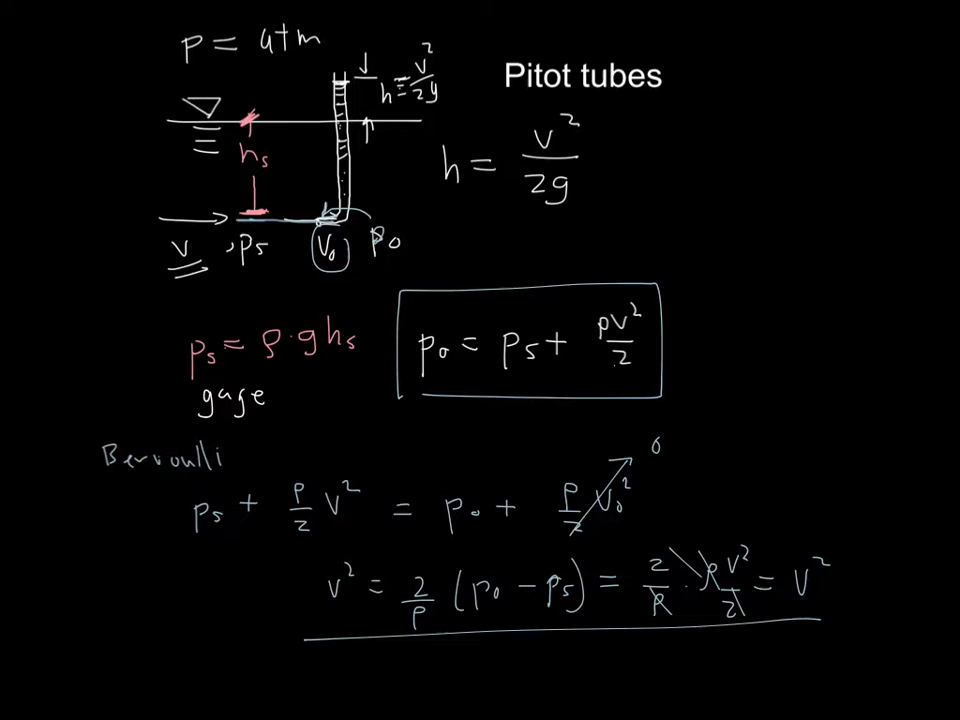 p = atm
Pitot tubes
h = v²/2g
h = v²/2g
hs
v
ps
V₀
p₀
ps = ρ·g hs
gage
p₀ = ps + ρv²/2
Bernoulli
ps + ρ/2 v² = p₀ + ρ/2 v₀² 0
v² = 2/ρ (p₀ − ps) = 2/ρ · ρv²/2 = v²